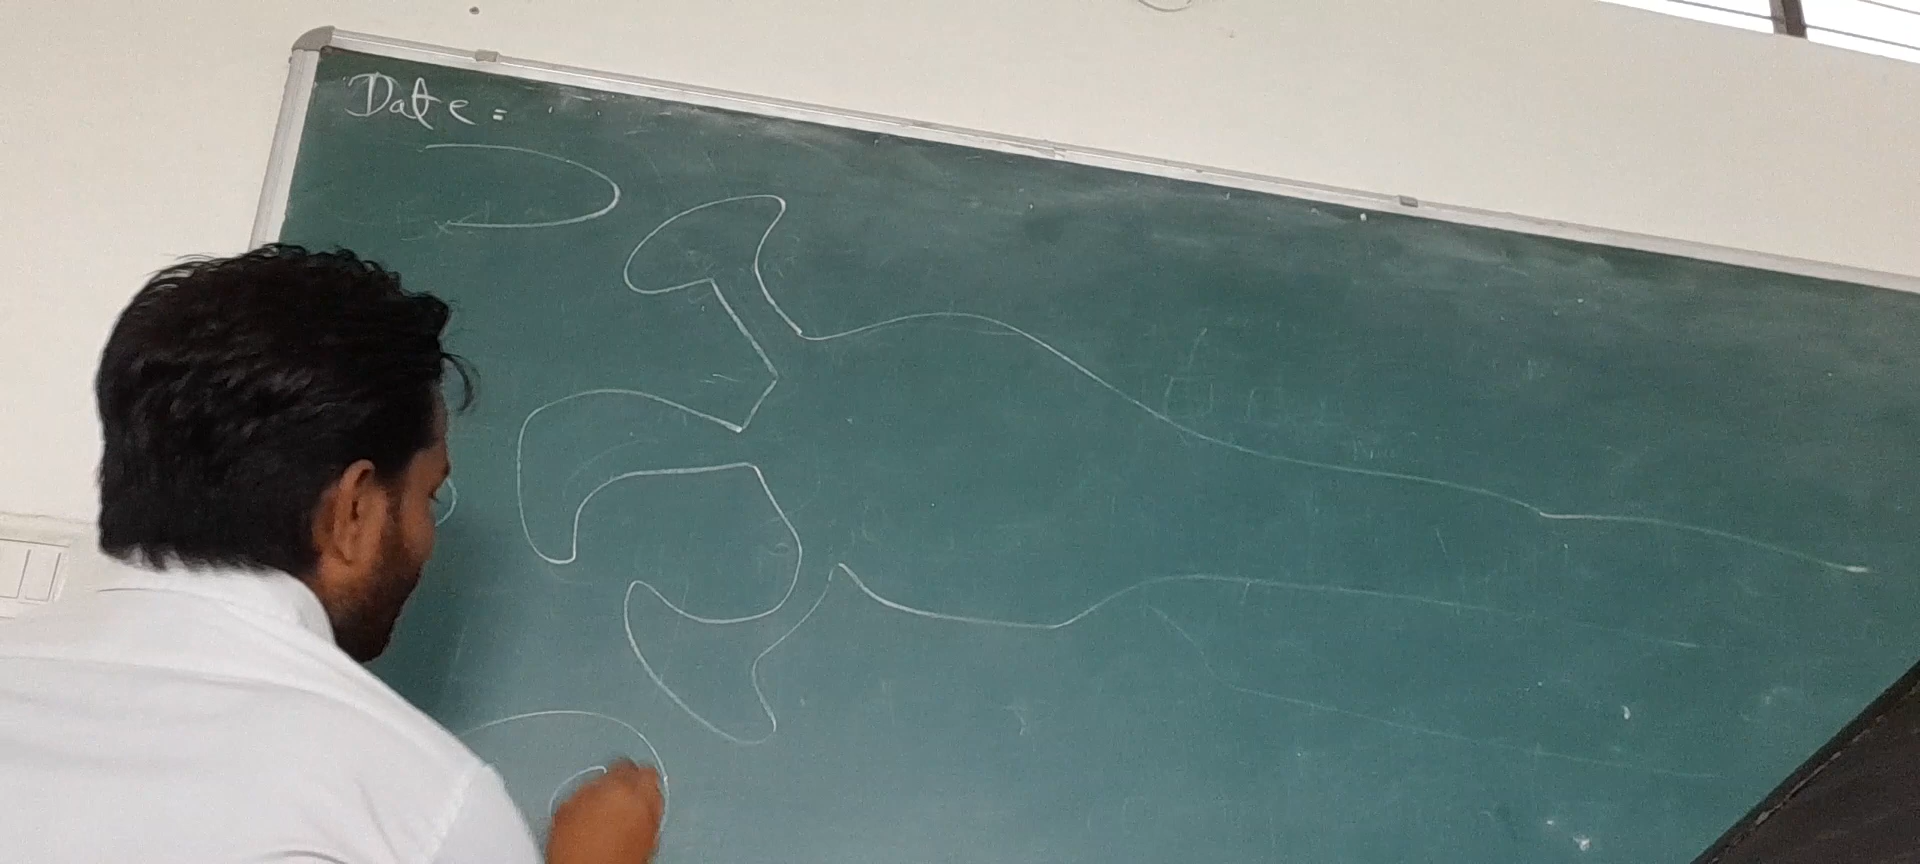 Date =